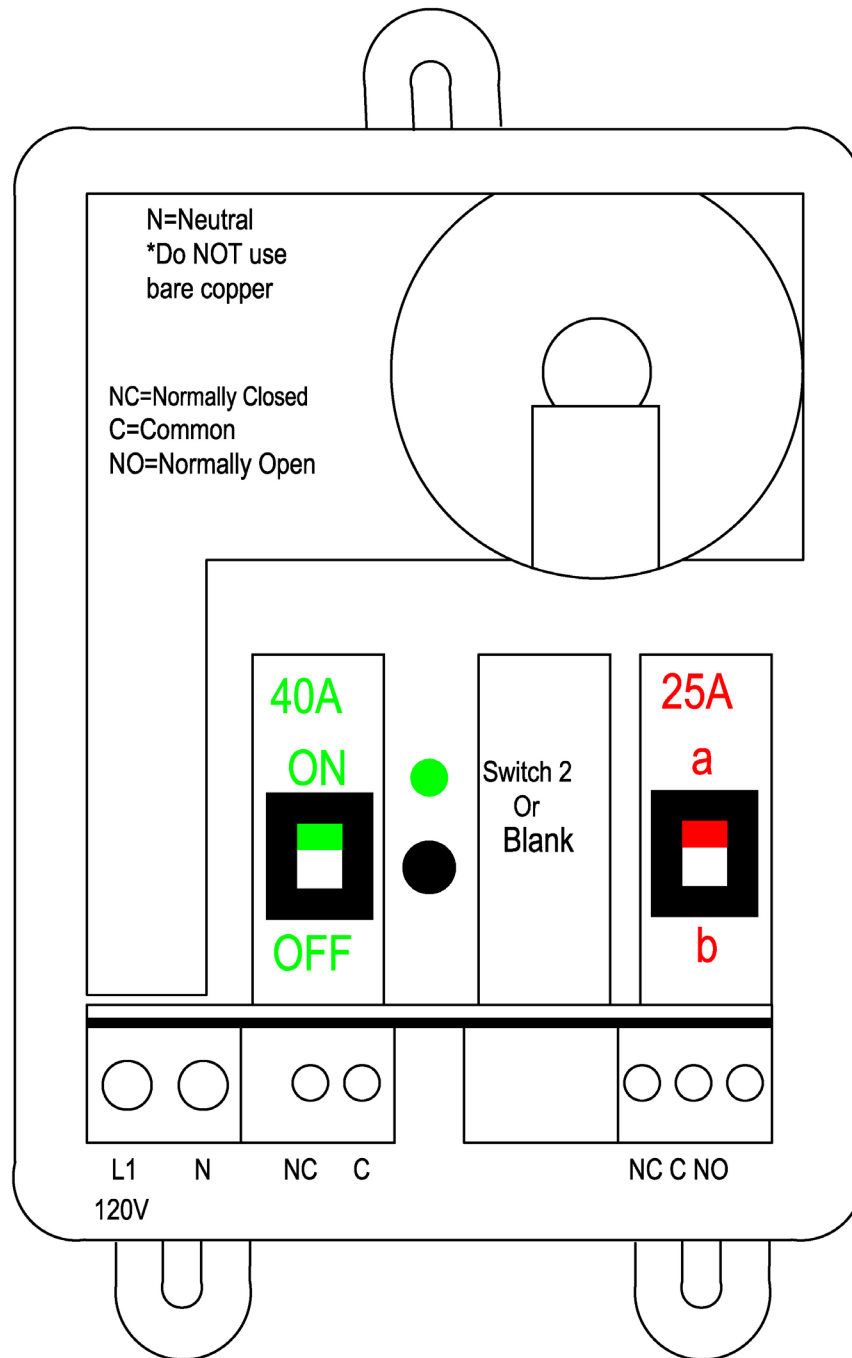 N=Neutral
*Do NOT use
bare copper
NC=Normally Closed
C=Common
NO=Normally Open
40A
ON
OFF
Switch 2
Or
Blank
25A
a
b
L1 N NC C NC C NO
120V